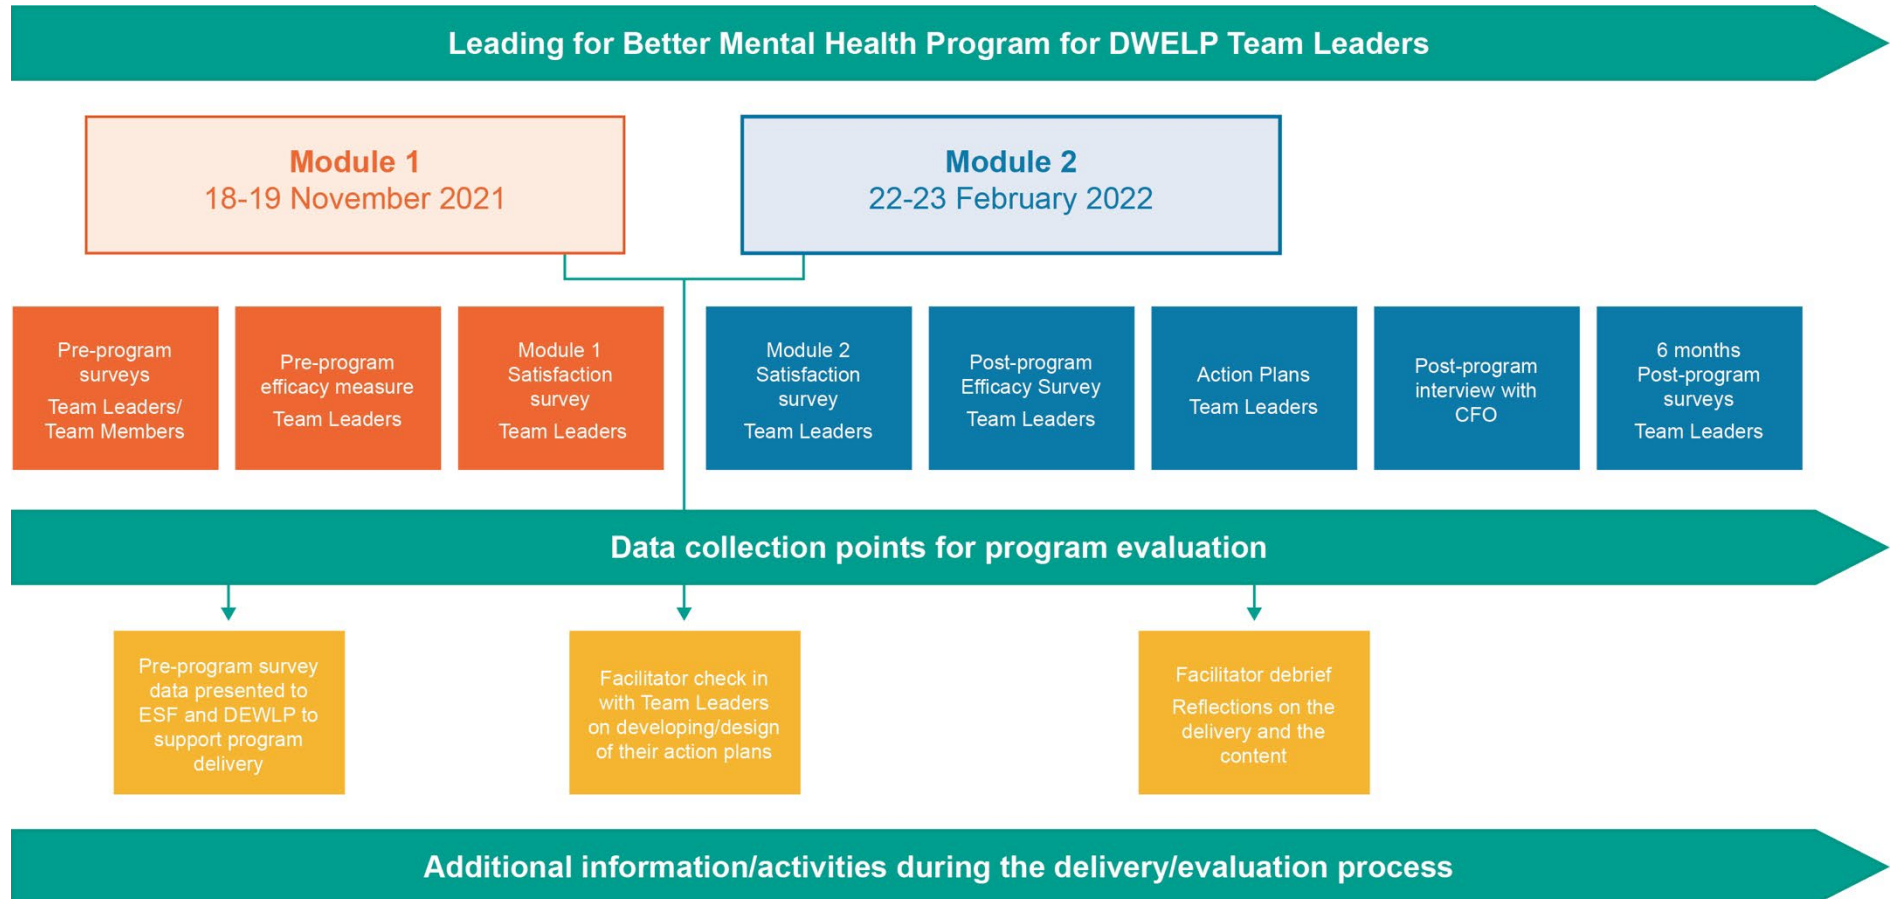 Leading for Better Mental Health Program for DWELP Team Leaders
Module 1
18-19 November 2021
Module 2
22-23 February 2022
Pre-program
surveys
Team Leaders/
Team Members
Pre-program
efficacy measure
Team Leaders
Module 1
Satisfaction
survey
Team Leaders
Module 2
Satisfaction
survey
Team Leaders
Post-program
Efficacy Survey
Team Leaders
Action Plans
Team Leaders
Post-program
interview with
CFO
6 months
Post-program
surveys
Team Leaders
Data collection points for program evaluation
Pre-program survey
data presented to
ESF and DEWLP to
support program
delivery
Facilitator check in
with Team Leaders
on developing/design
of their action plans
Facilitator debrief
Reflections on the
delivery and the
content
Additional information/activities during the delivery/evaluation process